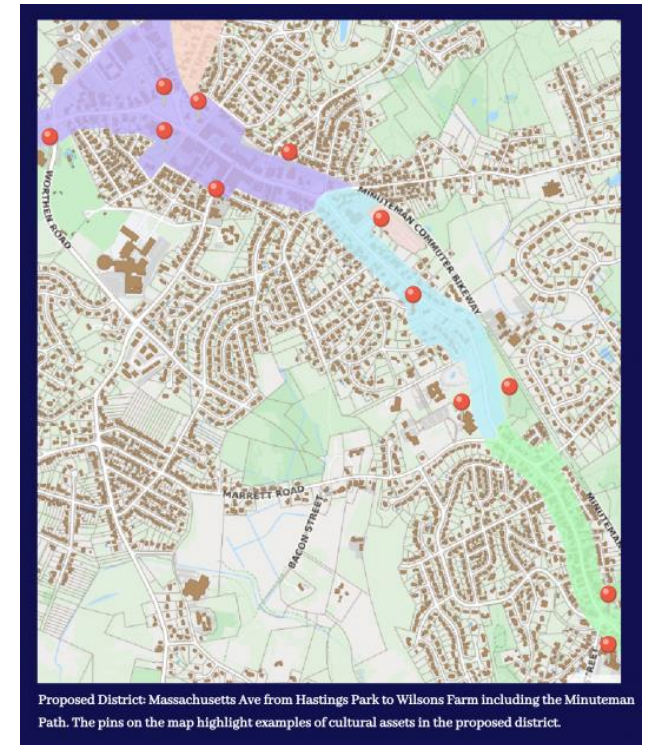 WORTHEN ROAD
MINUTEMAN COMMUTER BIKEWAY
MARRETT ROAD
BACON STREET
MINUTEMAN
REET
Proposed District: Massachusetts Ave from Hastings Park to Wilsons Farm including the Minuteman
Path. The pins on the map highlight examples of cultural assets in the proposed district.